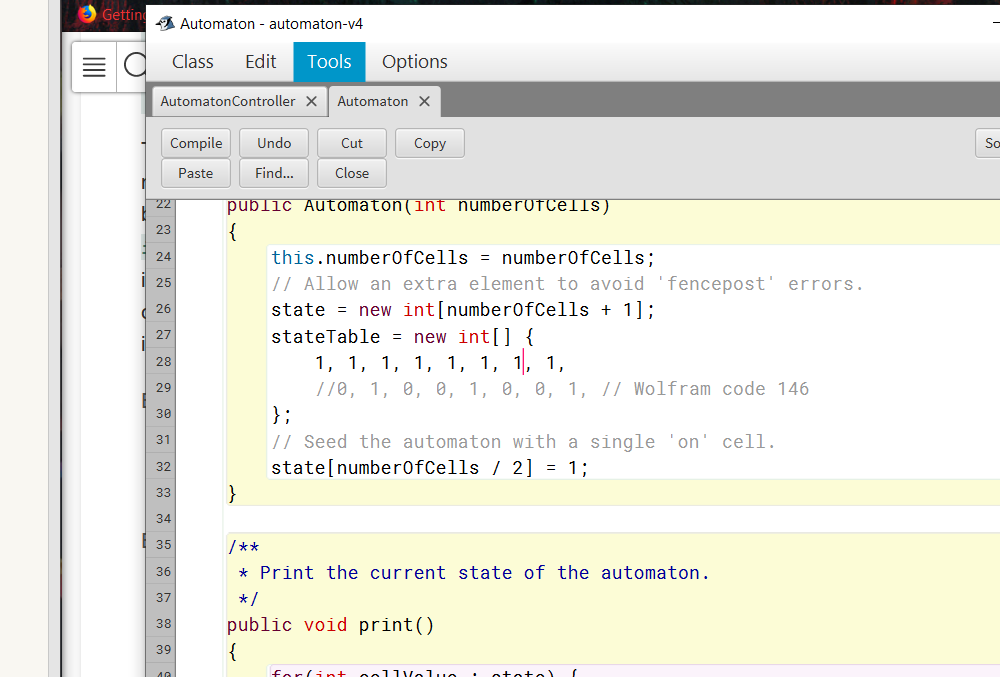 Getting
Automaton - automaton-v4
Class Edit Tools Options
AutomatonController Automaton
Compile Undo Cut Copy
Paste Find... Close
22 public Automaton(int numberOfCells)
23 {
24 this.numberOfCells = numberOfCells;
25 // Allow an extra element to avoid 'fencepost' errors.
26 state = new int[numberOfCells + 1];
27 stateTable = new int[] {
28 1, 1, 1, 1, 1, 1, 1, 1,
29 //0, 1, 0, 0, 1, 0, 0, 1, // Wolfram code 146
30 };
31 // Seed the automaton with a single 'on' cell.
32 state[numberOfCells / 2] = 1;
33 }
34
35 /**
36 * Print the current state of the automaton.
37 */
38 public void print()
39 {
40 for(int cellValue : state) {